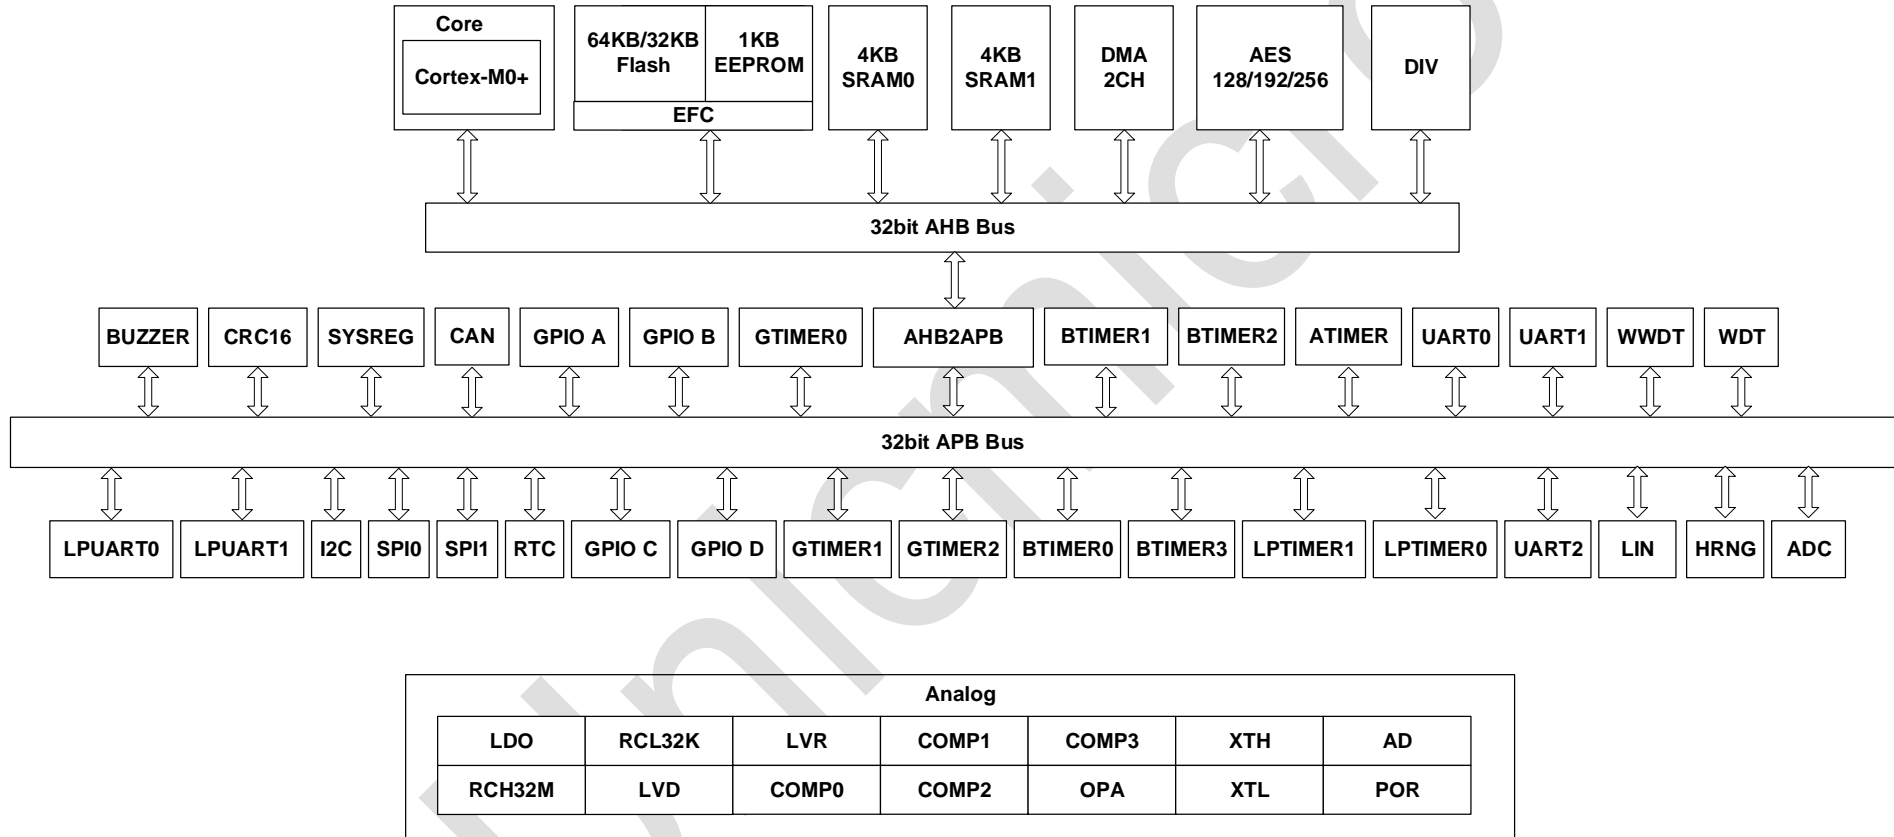 Core
Cortex-M0+
64KB/32KB
Flash
1KB
EEPROM
EFC
4KB
SRAM0
4KB
SRAM1
DMA
2CH
AES
128/192/256
DIV
32bit AHB Bus
BUZZER
CRC16
SYSREG
CAN
GPIO A
GPIO B
GTIMER0
AHB2APB
BTIMER1
BTIMER2
ATIMER
UART0
UART1
WWDT
WDT
32bit APB Bus
LPUART0
LPUART1
I2C
SPI0
SPI1
RTC
GPIO C
GPIO D
GTIMER1
GTIMER2
BTIMER0
BTIMER3
LPTIMER1
LPTIMER0
UART2
LIN
HRNG
ADC
Analog
LDO
RCL32K
LVR
COMP1
COMP3
XTH
AD
RCH32M
LVD
COMP0
COMP2
OPA
XTL
POR